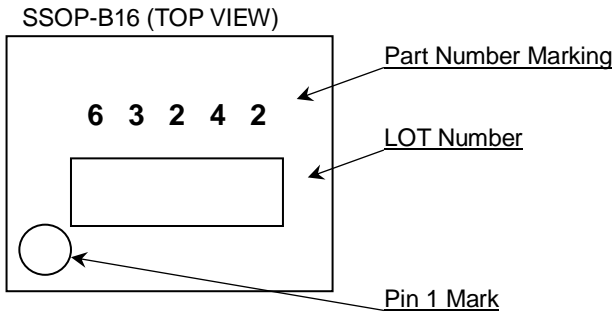 SSOP-B16 (TOP VIEW)
Part Number Marking
6 3 2 4 2
LOT Number
Pin 1 Mark